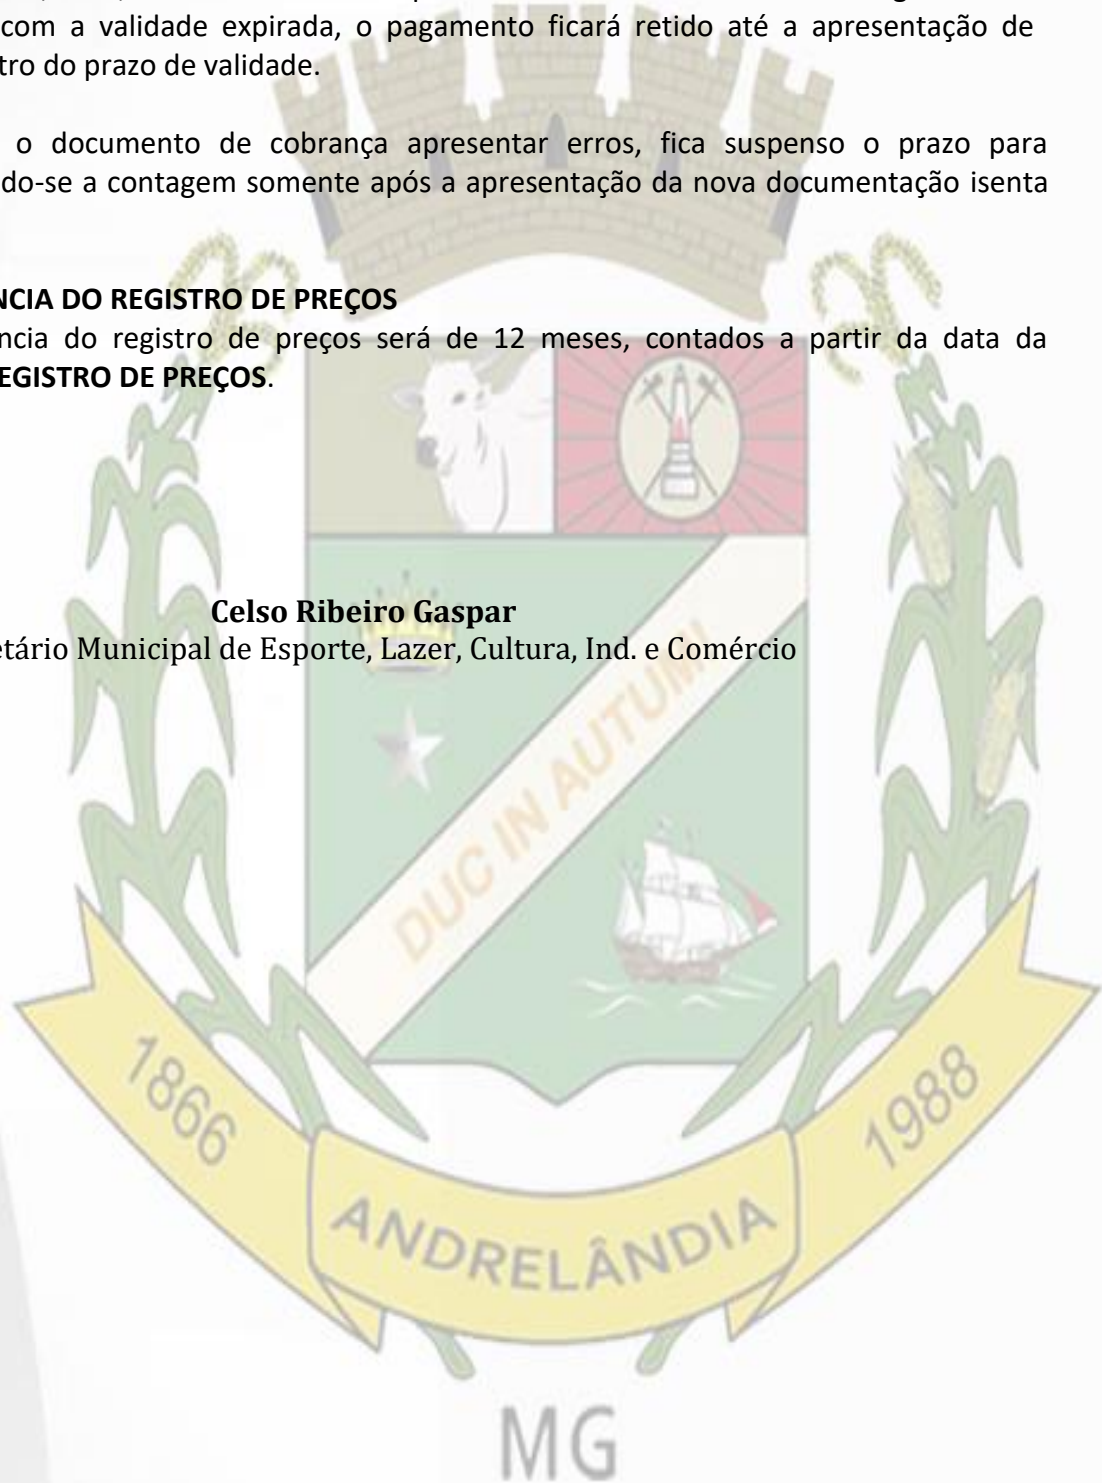 com a validade expirada, o pagamento ficará retido até a apresentação de
tro do prazo de validade.
o documento de cobrança apresentar erros, fica suspenso o prazo para
do-se a contagem somente após a apresentação da nova documentação isenta
NCIA DO REGISTRO DE PREÇOS
ncia do registro de preços será de 12 meses, contados a partir da data da
EGISTRO DE PREÇOS.
Celso Ribeiro Gaspar
etário Municipal de Esporte, Lazer, Cultura, Ind. e Comércio
DUC IN AUTUM
1866
ANDRELÂNDIA
1988
MG